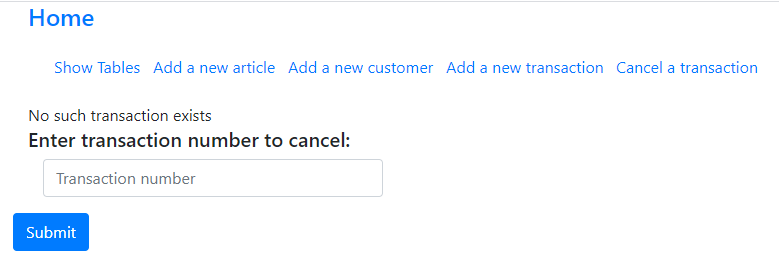 Home
Show Tables Add a new article Add a new customer Add a new transaction Cancel a transaction
No such transaction exists
Enter transaction number to cancel:
Transaction number
Submit